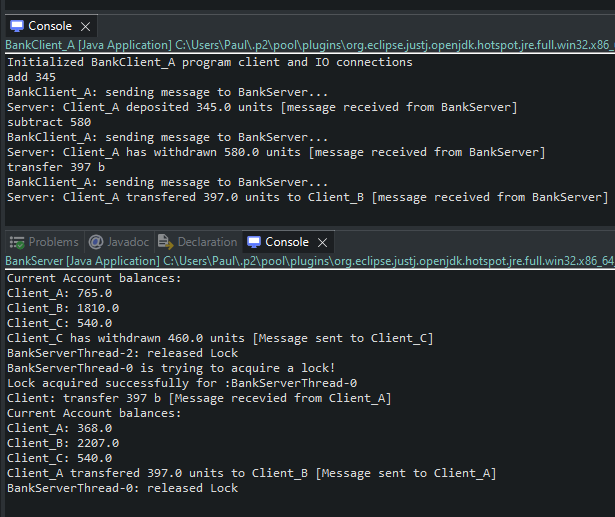 Console
BankClient_A [Java Application] C:\Users\Paul\.p2\pool\plugins\org.eclipse.justj.openjdk.hotspot.jre.full.win32.x86_
Initialized BankClient_A program client and IO connections
add 345
BankClient_A: sending message to BankServer...
Server: Client_A deposited 345.0 units [message received from BankServer]
subtract 580
BankClient_A: sending message to BankServer...
Server: Client_A has withdrawn 580.0 units [message received from BankServer]
transfer 397 b
BankClient_A: sending message to BankServer...
Server: Client_A transfered 397.0 units to Client_B [message received from BankServer]
Problems @ Javadoc Declaration Console
BankServer [Java Application] C:\Users\Paul\.p2\pool\plugins\org.eclipse.justj.openjdk.hotspot.jre.full.win32.x86_64
Current Account balances:
Client_A: 765.0
Client_B: 1810.0
Client_C: 540.0
Client_C has withdrawn 460.0 units [Message sent to Client_C]
BankServerThread-2: released Lock
BankServerThread-0 is trying to acquire a lock!
Lock acquired successfully for :BankServerThread-0
Client: transfer 397 b [Message recevied from Client_A]
Current Account balances:
Client_A: 368.0
Client_B: 2207.0
Client_C: 540.0
Client_A transfered 397.0 units to Client_B [Message sent to Client_A]
BankServerThread-0: released Lock